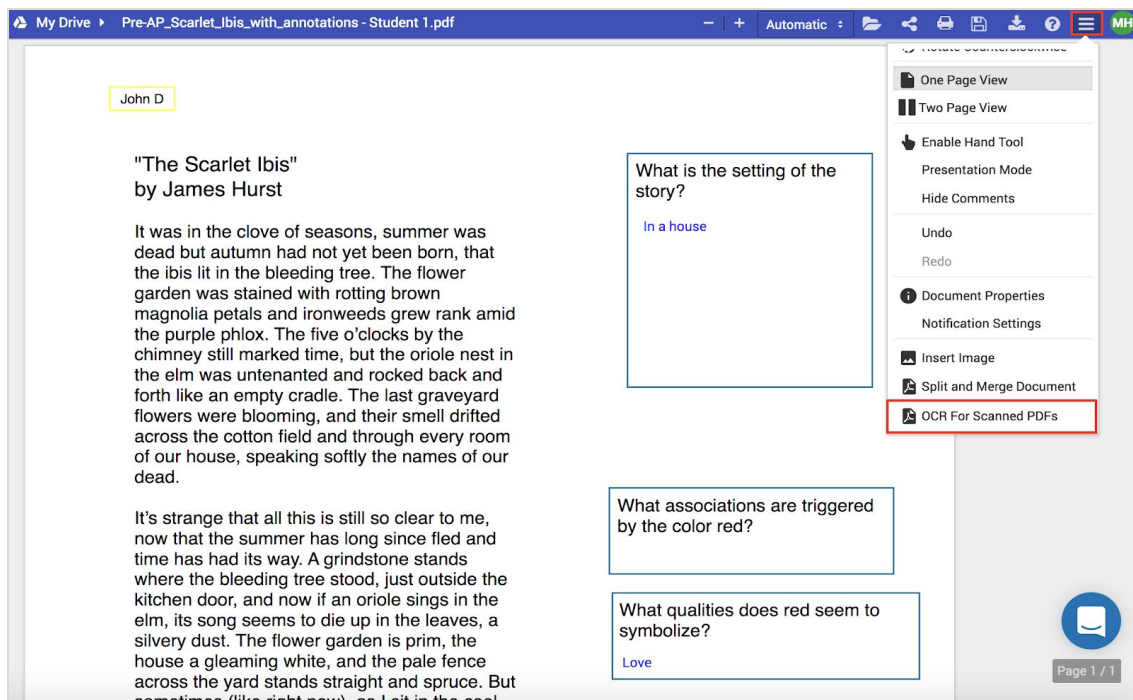 My Drive ▸ Pre-AP_Scarlet_Ibis_with_annotations - Student 1.pdf
− | + Automatic
MH
Rotate Counterclockwise
One Page View
Two Page View
Enable Hand Tool
Presentation Mode
Hide Comments
Undo
Redo
Document Properties
Notification Settings
Insert Image
Split and Merge Document
OCR For Scanned PDFs
John D
"The Scarlet Ibis"
by James Hurst
It was in the clove of seasons, summer was
dead but autumn had not yet been born, that
the ibis lit in the bleeding tree. The flower
garden was stained with rotting brown
magnolia petals and ironweeds grew rank amid
the purple phlox. The five o’clocks by the
chimney still marked time, but the oriole nest in
the elm was untenanted and rocked back and
forth like an empty cradle. The last graveyard
flowers were blooming, and their smell drifted
across the cotton field and through every room
of our house, speaking softly the names of our
dead.
It’s strange that all this is still so clear to me,
now that the summer has long since fled and
time has had its way. A grindstone stands
where the bleeding tree stood, just outside the
kitchen door, and now if an oriole sings in the
elm, its song seems to die up in the leaves, a
silvery dust. The flower garden is prim, the
house a gleaming white, and the pale fence
across the yard stands straight and spruce. But
sometimes (like right now), as I sit in the cool
What is the setting of the
story?
In a house
What associations are triggered
by the color red?
What qualities does red seem to
symbolize?
Love
Page 1 / 1